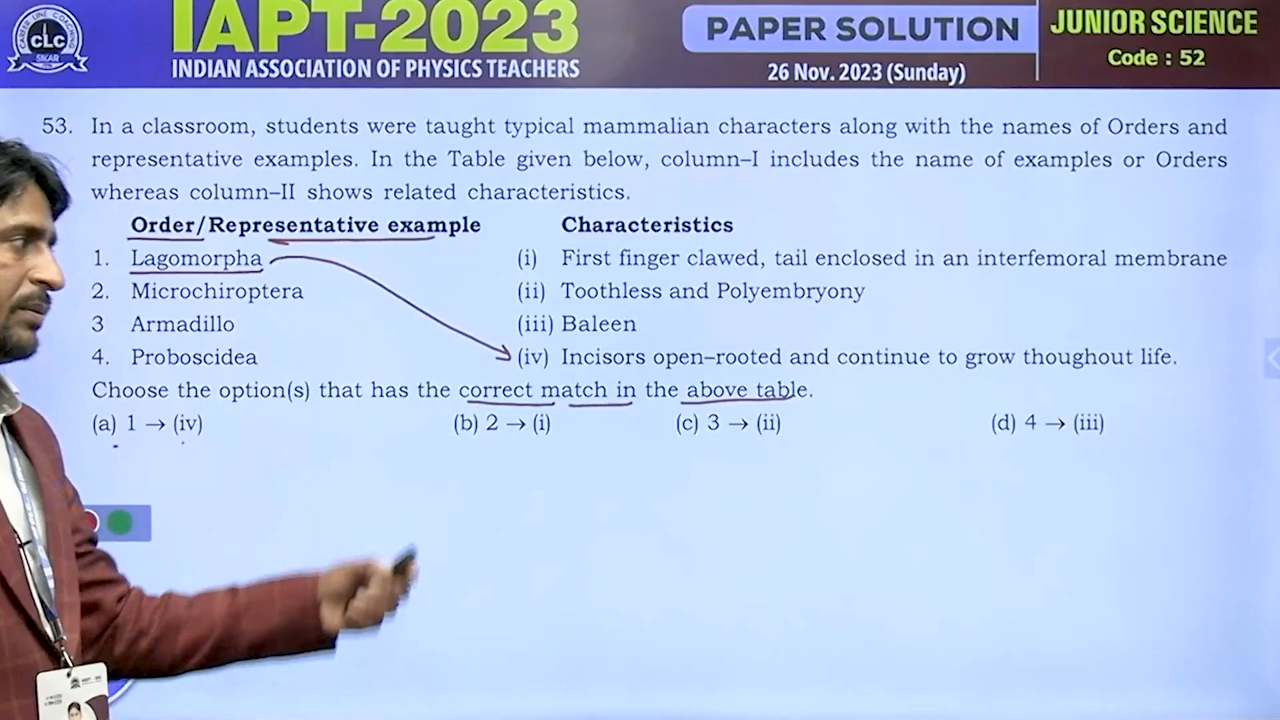 IAPT-2023
INDIAN ASSOCIATION OF PHYSICS TEACHERS
PAPER SOLUTION
26 Nov. 2023 (Sunday)
JUNIOR SCIENCE
Code : 52
CLC
SIKAR
53. In a classroom, students were taught typical mammalian characters along with the names of Orders and
representative examples. In the Table given below, column–I includes the name of examples or Orders
whereas column–II shows related characteristics.
Order/Representative example Characteristics
1. Lagomorpha (i) First finger clawed, tail enclosed in an interfemoral membrane
2. Microchiroptera (ii) Toothless and Polyembryony
3 Armadillo (iii) Baleen
4. Proboscidea (iv) Incisors open–rooted and continue to grow thoughout life.
Choose the option(s) that has the correct match in the above table.
(a) 1 → (iv) (b) 2 → (i) (c) 3 → (ii) (d) 4 → (iii)